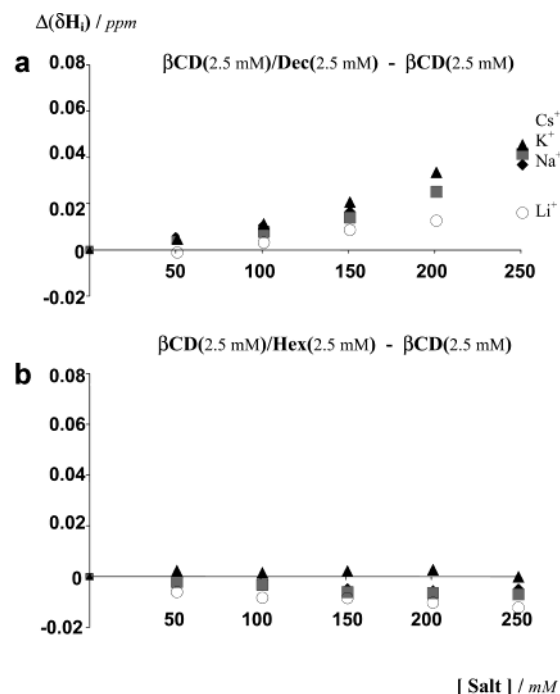 Δ(δHᵢ) / ppm
a
βCD(2.5 mM)/Dec(2.5 mM) - βCD(2.5 mM)
0.08
0.06
0.04
0.02
0
-0.02
Cs⁺
K⁺
Na⁺
Li⁺
50 100 150 200 250
βCD(2.5 mM)/Hex(2.5 mM) - βCD(2.5 mM)
b
0.08
0.06
0.04
0.02
0
-0.02
50 100 150 200 250
[ Salt ] / mM